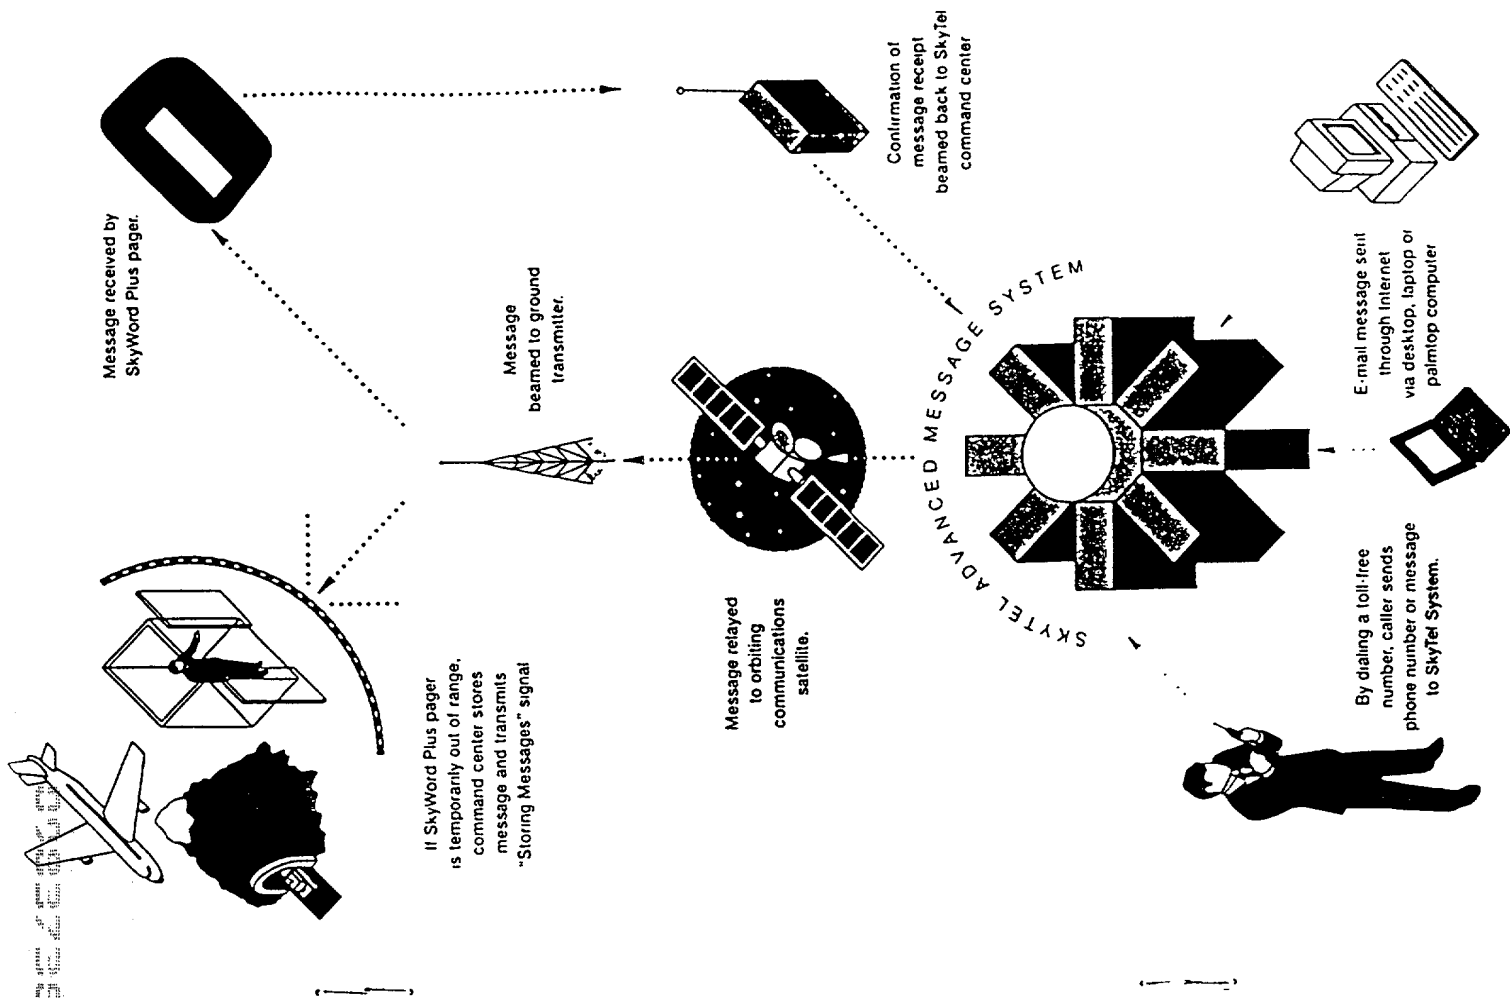 If SkyWord Plus pager
is temporarily out of range,
command center stores
message and transmits
"Storing Messages" signal
Message received by
SkyWord Plus pager.
Message
beamed to ground
transmitter.
Message relayed
to orbiting
communications
satellite.
Confirmation of
message receipt
beamed back to SkyTel
command center
SKYTEL ADVANCED MESSAGE SYSTEM
By dialing a toll-free
number, caller sends
phone number or message
to SkyTel System.
E-mail message sent
through Internet
via desktop, laptop or
palmtop computer